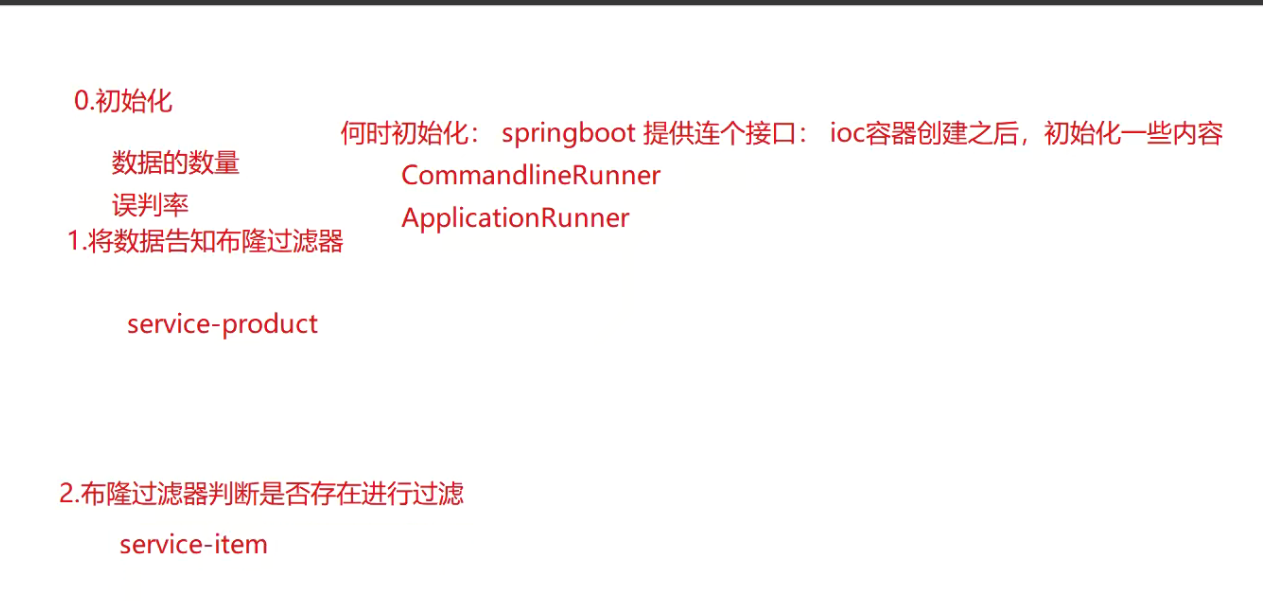 0.初始化
何时初始化： springboot 提供连个接口： ioc容器创建之后，初始化一些内容
数据的数量
CommandlineRunner
误判率
ApplicationRunner
1.将数据告知布隆过滤器
service-product
2.布隆过滤器判断是否存在进行过滤
service-item